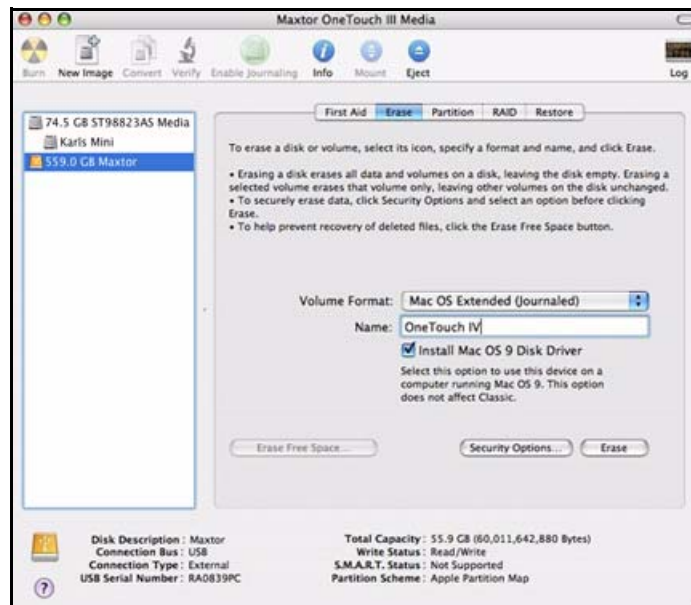 Maxtor OneTouch III Media
Burn New Image Convert Verify Enable Journaling Info Mount Eject Log
74.5 GB ST98823AS Media
Karls Mini
559.0 GB Maxtor
First Aid Erase Partition RAID Restore
To erase a disk or volume, select its icon, specify a format and name, and click Erase.
• Erasing a disk erases all data and volumes on a disk, leaving the disk empty. Erasing a
selected volume erases that volume only, leaving other volumes on the disk unchanged.
• To securely erase data, click Security Options and select an option before clicking
Erase.
• To help prevent recovery of deleted files, click the Erase Free Space button.
Volume Format: Mac OS Extended (Journaled)
Name: OneTouch IV
Install Mac OS 9 Disk Driver
Select this option to use this device on a
computer running Mac OS 9. This option
does not affect Classic.
Erase Free Space... Security Options... Erase
Disk Description : Maxtor
Connection Bus : USB
Connection Type : External
USB Serial Number : RA0839PC
Total Capacity : 55.9 GB (60,011,642,880 Bytes)
Write Status : Read/Write
S.M.A.R.T. Status : Not Supported
Partition Scheme : Apple Partition Map
?